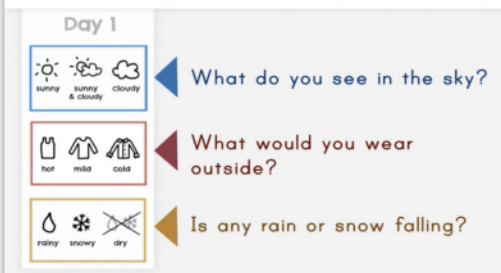 Day 1
sunny sunny & cloudy cloudy
What do you see in the sky?
hot mild cold
What would you wear
outside?
rainy snowy dry
Is any rain or snow falling?